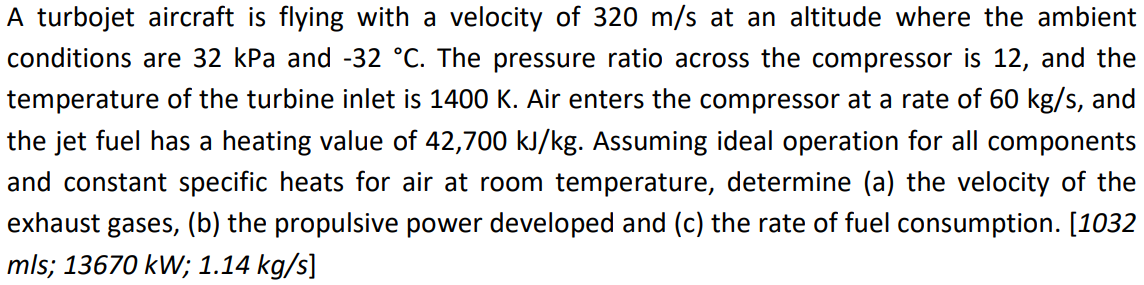 A turbojet aircraft is flying with a velocity of 320 m/s at an altitude where the ambient
conditions are 32 kPa and -32 °C. The pressure ratio across the compressor is 12, and the
temperature of the turbine inlet is 1400 K. Air enters the compressor at a rate of 60 kg/s, and
the jet fuel has a heating value of 42,700 kJ/kg. Assuming ideal operation for all components
and constant specific heats for air at room temperature, determine (a) the velocity of the
exhaust gases, (b) the propulsive power developed and (c) the rate of fuel consumption. [1032
mls; 13670 kW; 1.14 kg/s]